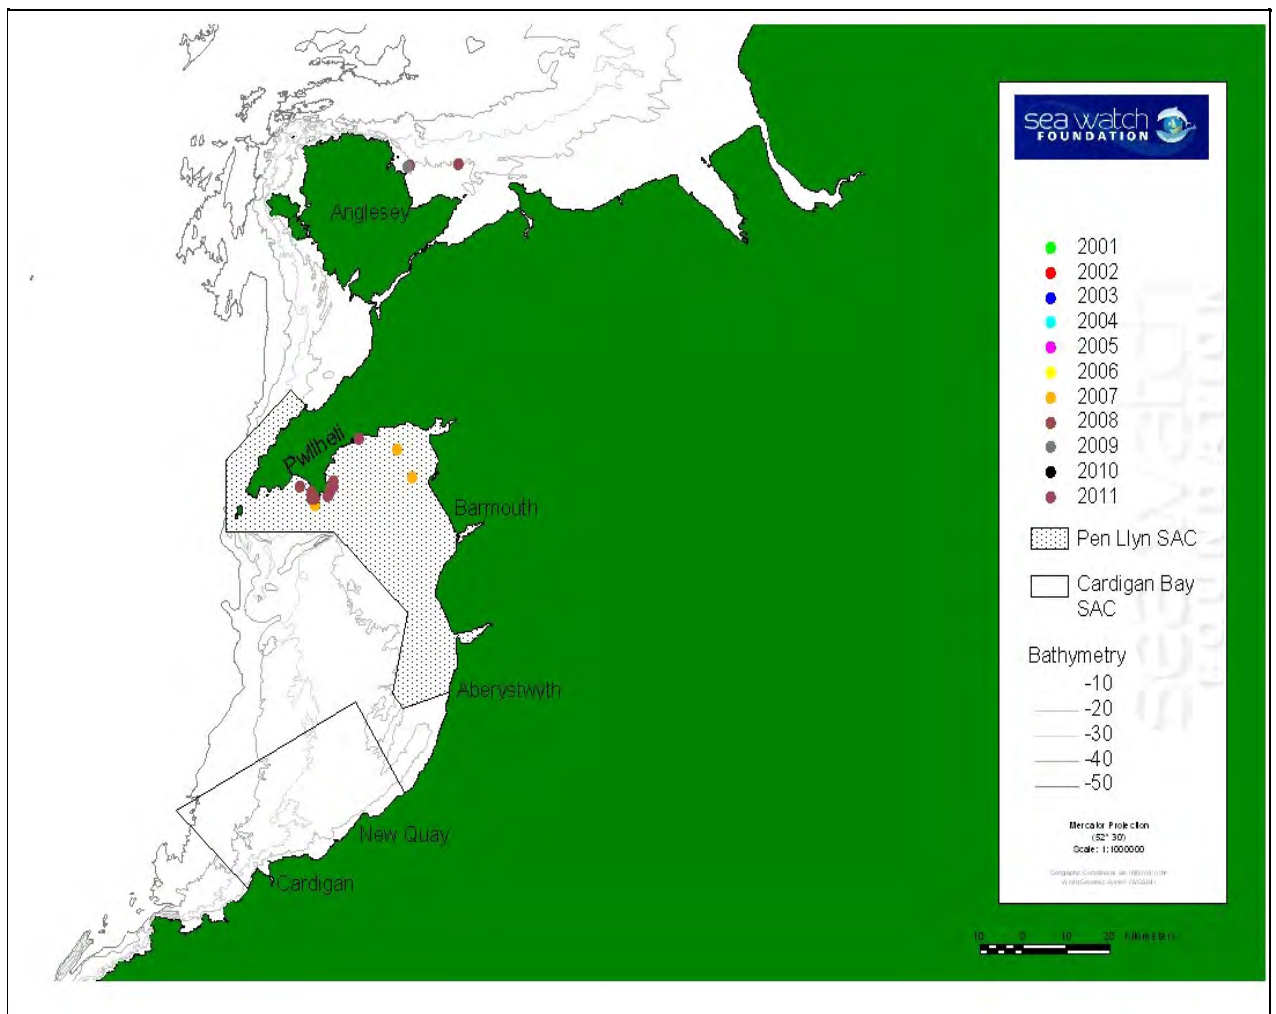 sea watch
FOUNDATION
Anglesey
Pwllheli
Barmouth
Aberystwyth
New Quay
Cardigan
2001
2002
2003
2004
2005
2006
2007
2008
2009
2010
2011
Pen Llyn SAC
Cardigan Bay
SAC
Bathymetry
-10
-20
-30
-40
-50
Mercator Projection
(52° 30)
Scale: 1:1000000
10 0 10 20 Kilometers